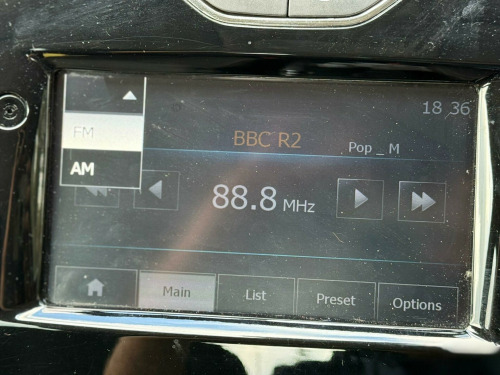 18 36
FM
BBC R2
Pop _ M
AM
88.8 MHz
Main
List
Preset
Options